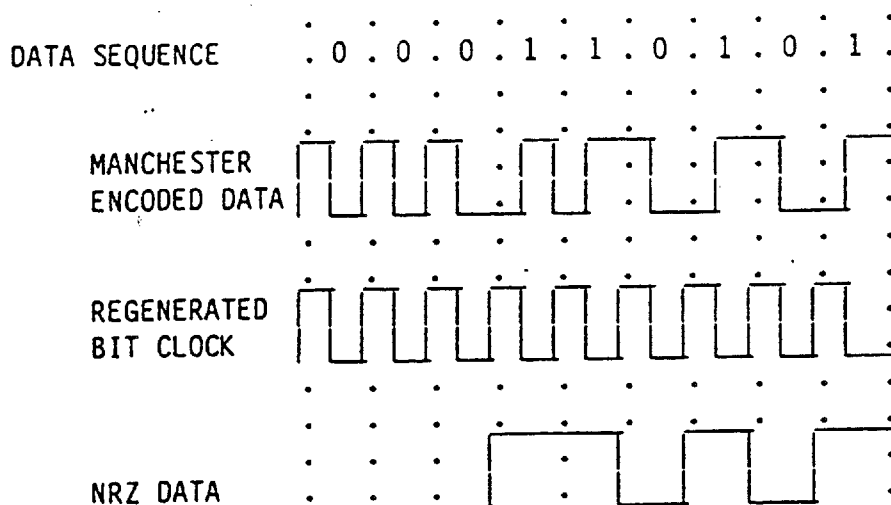 DATA SEQUENCE . 0 . 0 . 0 . 1 . 1 . 0 . 1 . 0 . 1 .
MANCHESTER
ENCODED DATA
REGENERATED
BIT CLOCK
NRZ DATA